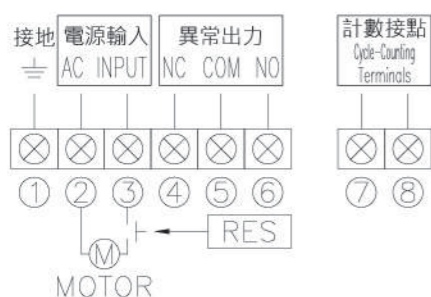 接地 電源輸入 異常出力 計數接點
AC INPUT NC COM NO Cycle-Counting
Terminals
① ② ③ ④ ⑤ ⑥ ⑦ ⑧
RES
M
MOTOR